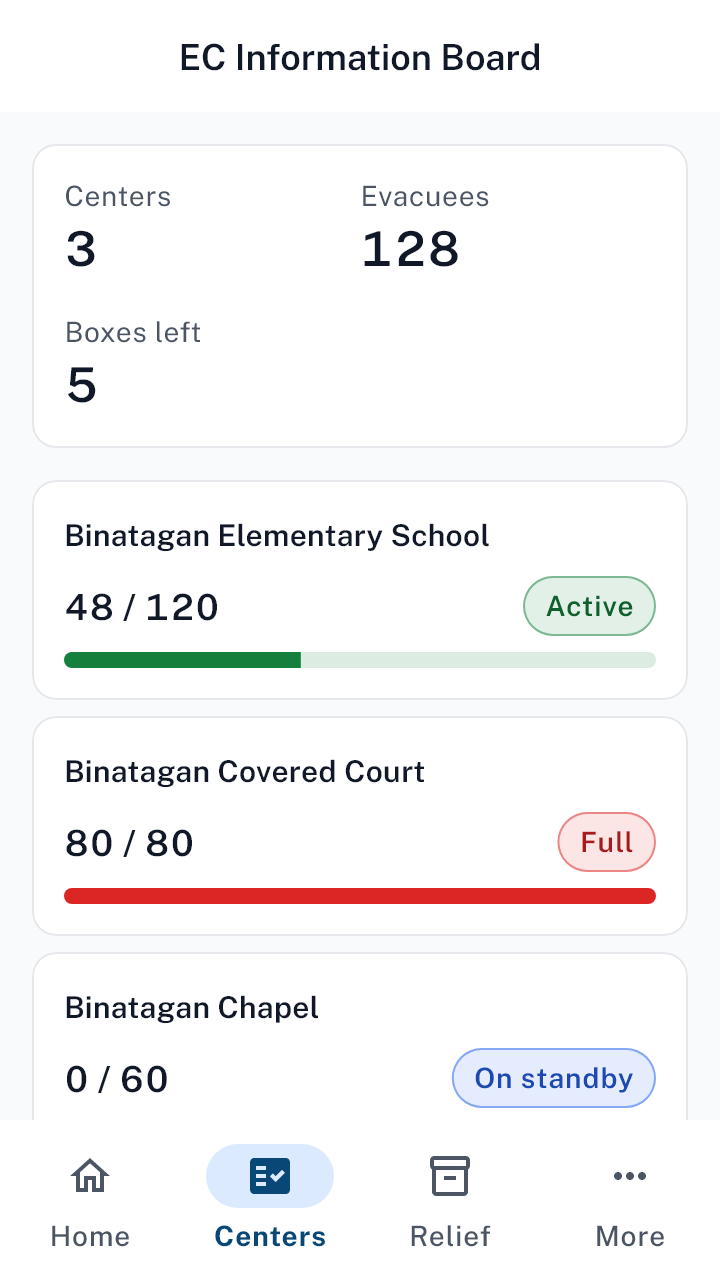 EC Information Board
Centers
3
Evacuees
128
Boxes left
5
Binatagan Elementary School
48 / 120
Active
Binatagan Covered Court
80 / 80
Full
Binatagan Chapel
0 / 60
On standby
Home
Centers
Relief
More